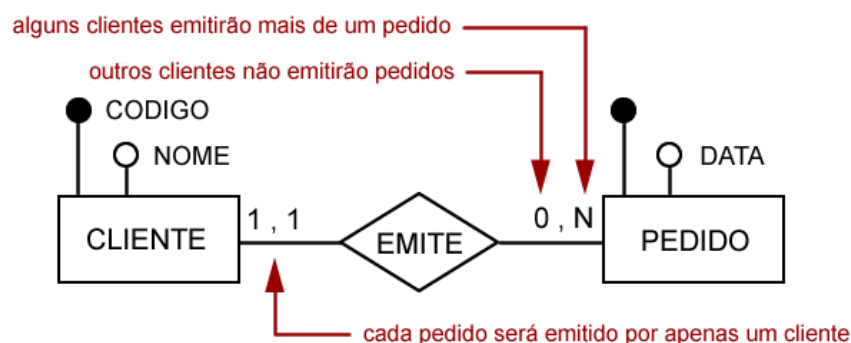 alguns clientes emitirão mais de um pedido
outros clientes não emitirão pedidos
CODIGO
NOME
DATA
1 , 1
0 , N
CLIENTE
EMITE
PEDIDO
cada pedido será emitido por apenas um cliente